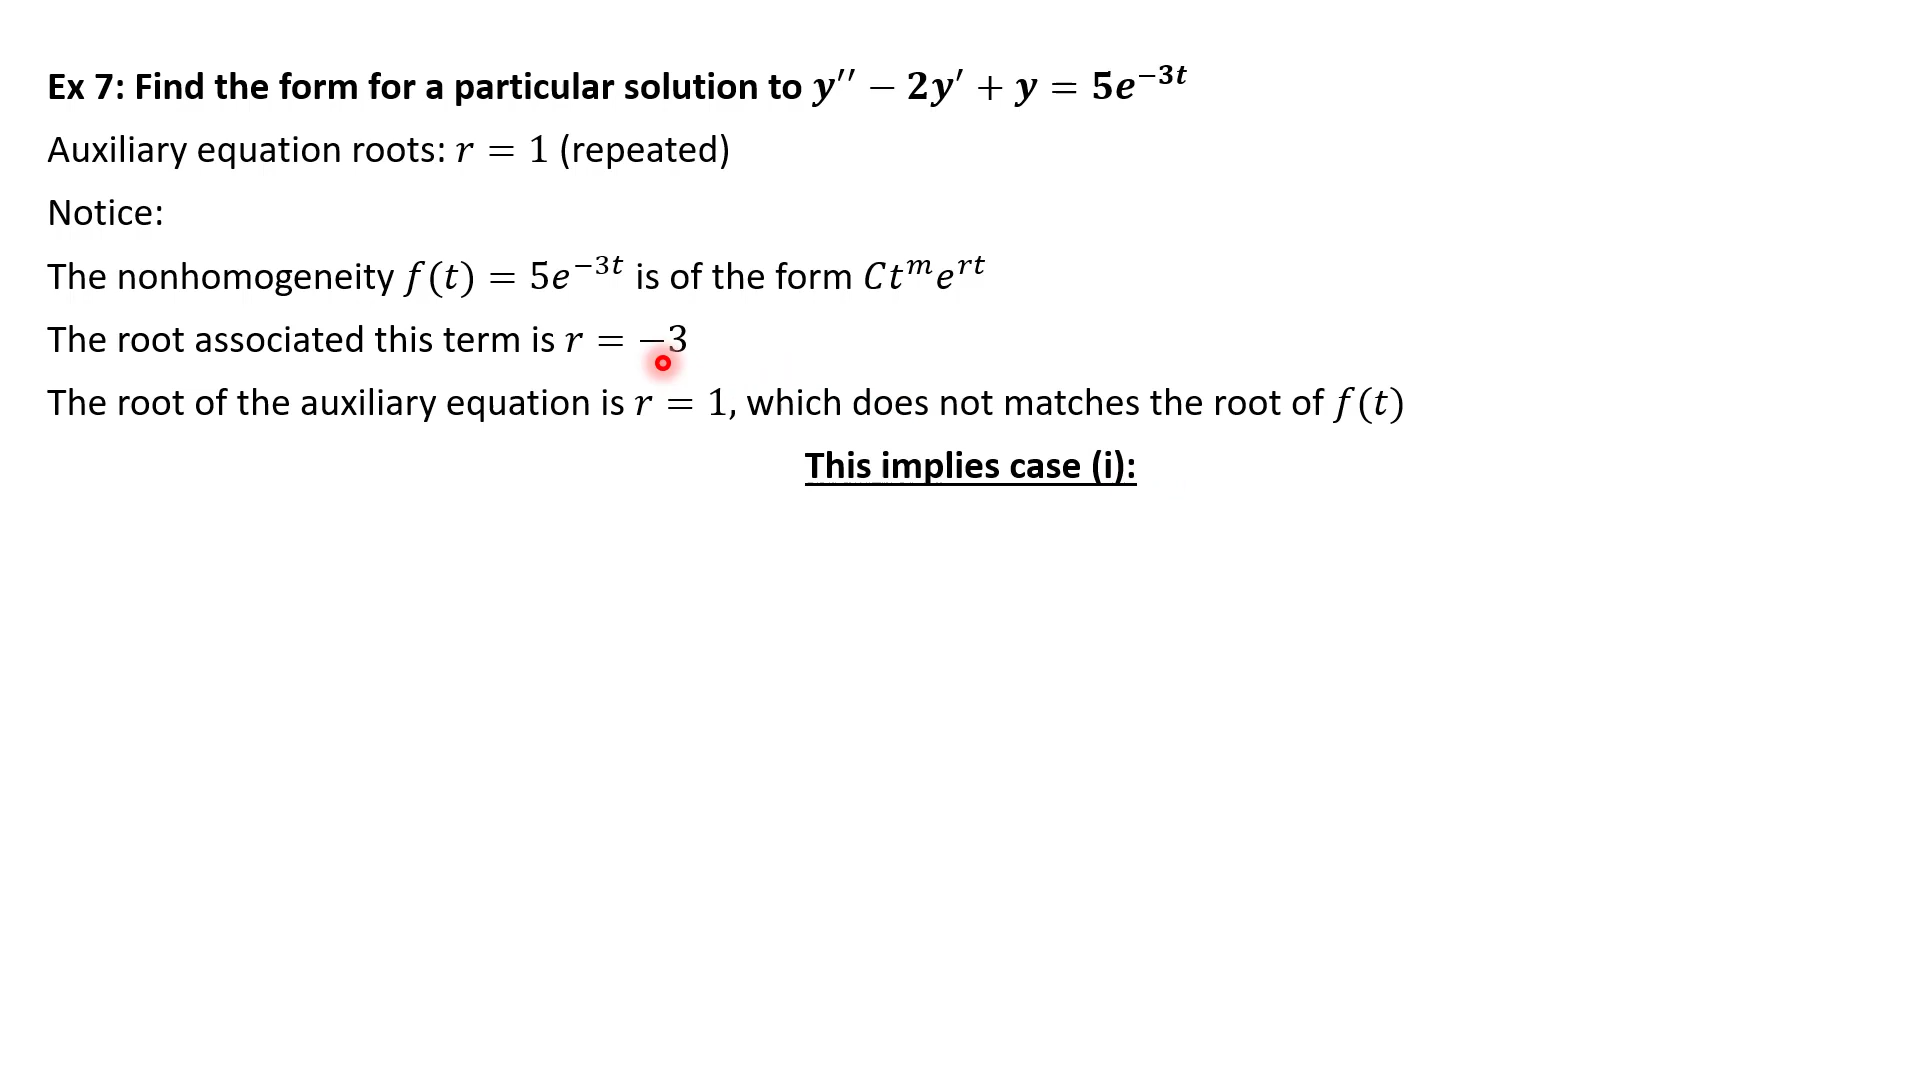 Ex 7: Find the form for a particular solution to y′′ − 2y′ + y = 5e^{−3t}
Auxiliary equation roots: r = 1 (repeated)
Notice:
The nonhomogeneity f(t) = 5e^{−3t} is of the form Ct^m e^{rt}
The root associated this term is r = −3
The root of the auxiliary equation is r = 1, which does not matches the root of f(t)
This implies case (i):